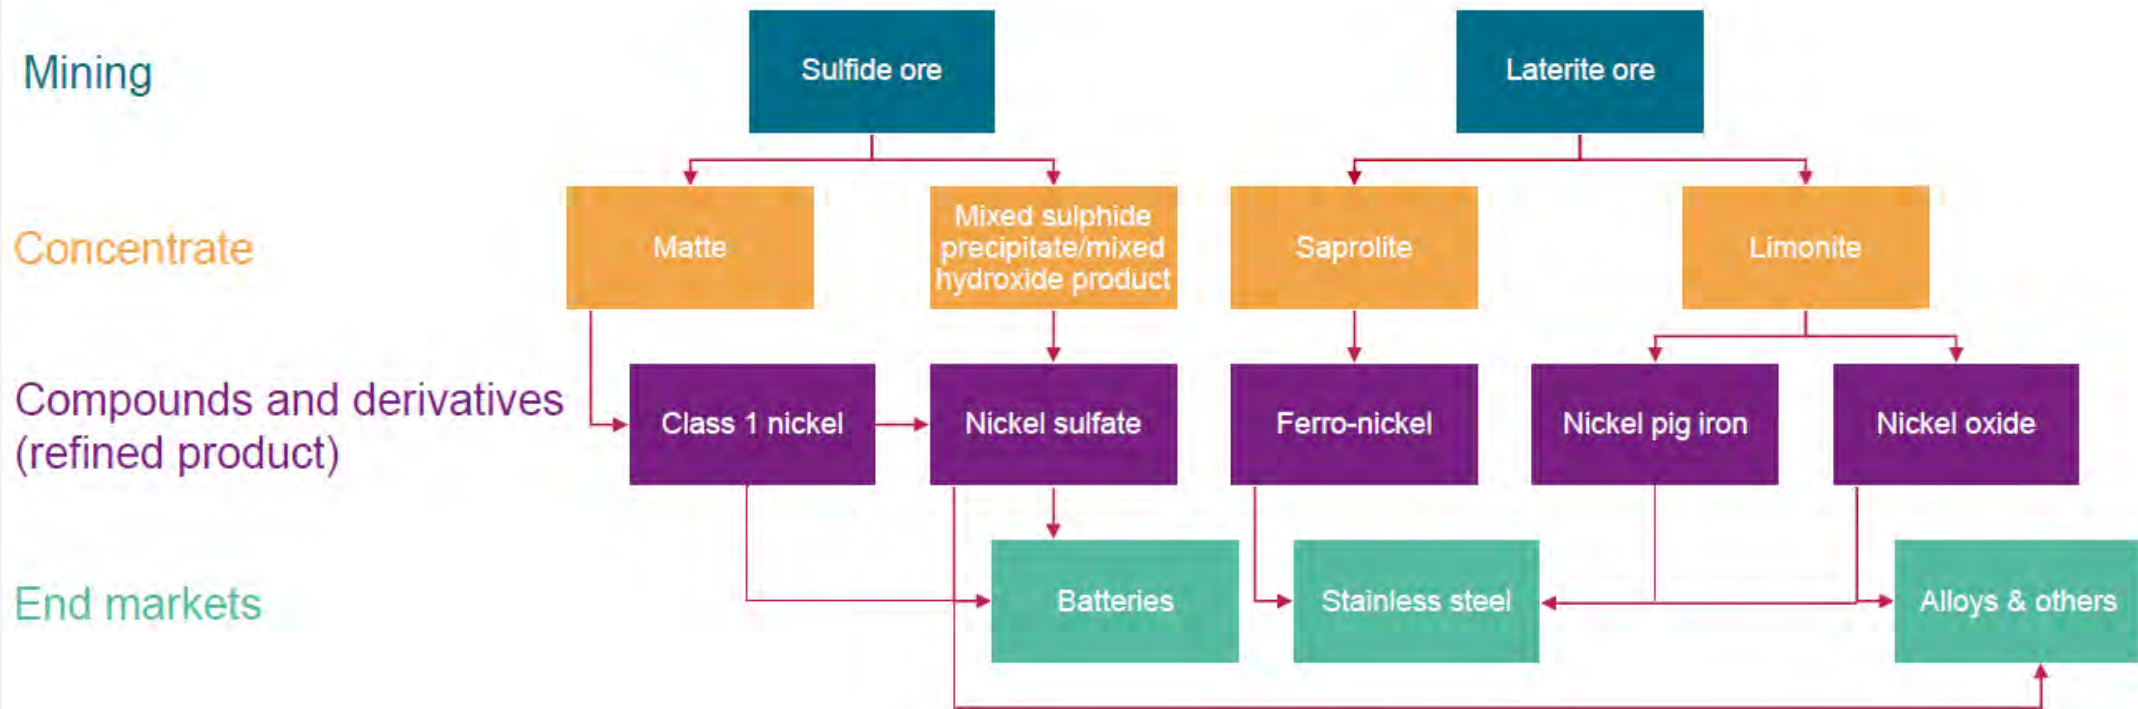 Mining
Sulfide ore
Laterite ore
Concentrate
Matte
Mixed sulphide
precipitate/mixed
hydroxide product
Saprolite
Limonite
Compounds and derivatives
(refined product)
Class 1 nickel
Nickel sulfate
Ferro-nickel
Nickel pig iron
Nickel oxide
End markets
Batteries
Stainless steel
Alloys & others